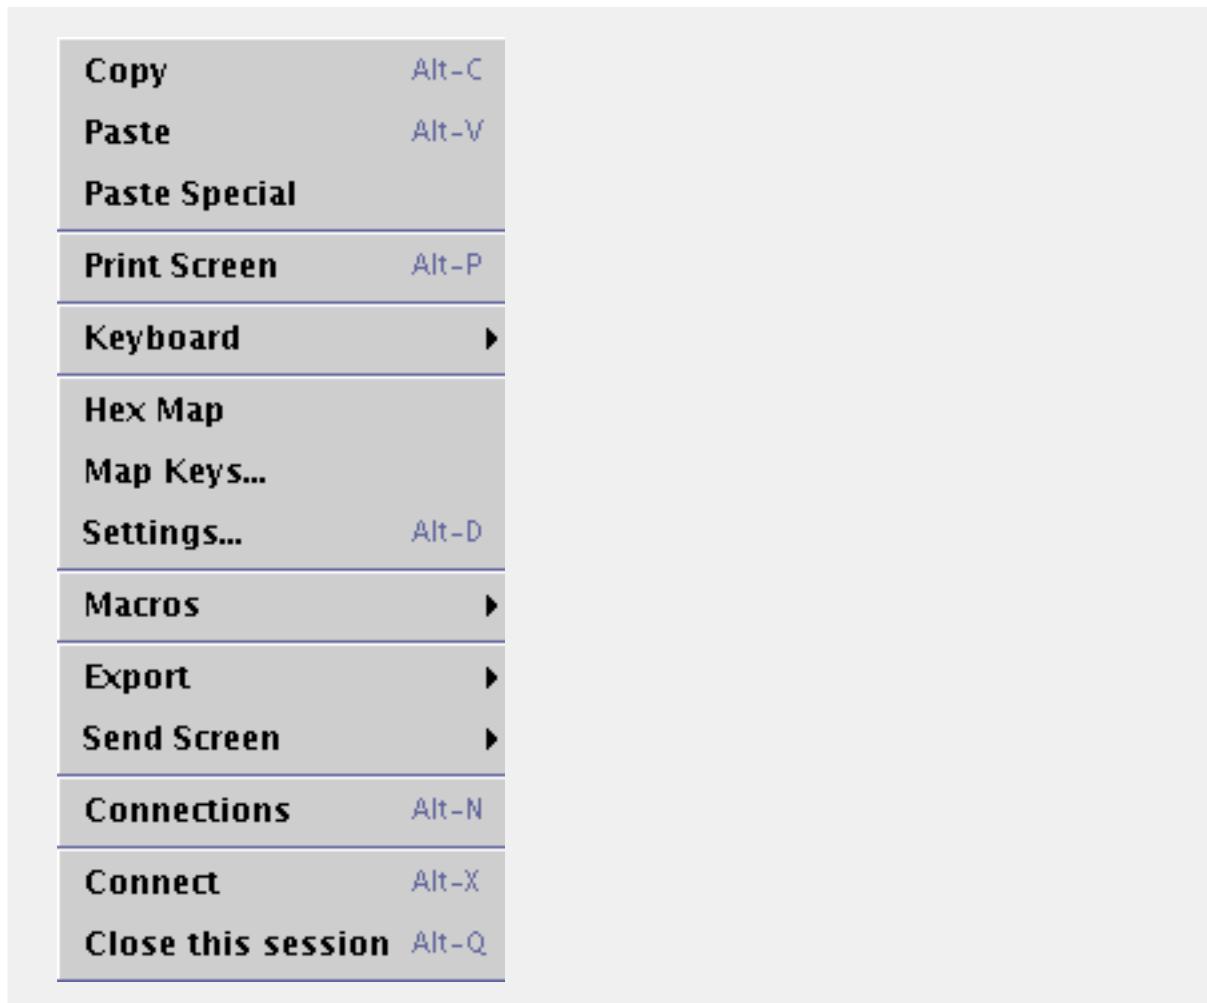 Copy Alt-C
Paste Alt-V
Paste Special
Print Screen Alt-P
Keyboard
Hex Map
Map Keys...
Settings... Alt-D
Macros
Export
Send Screen
Connections Alt-N
Connect Alt-X
Close this session Alt-Q